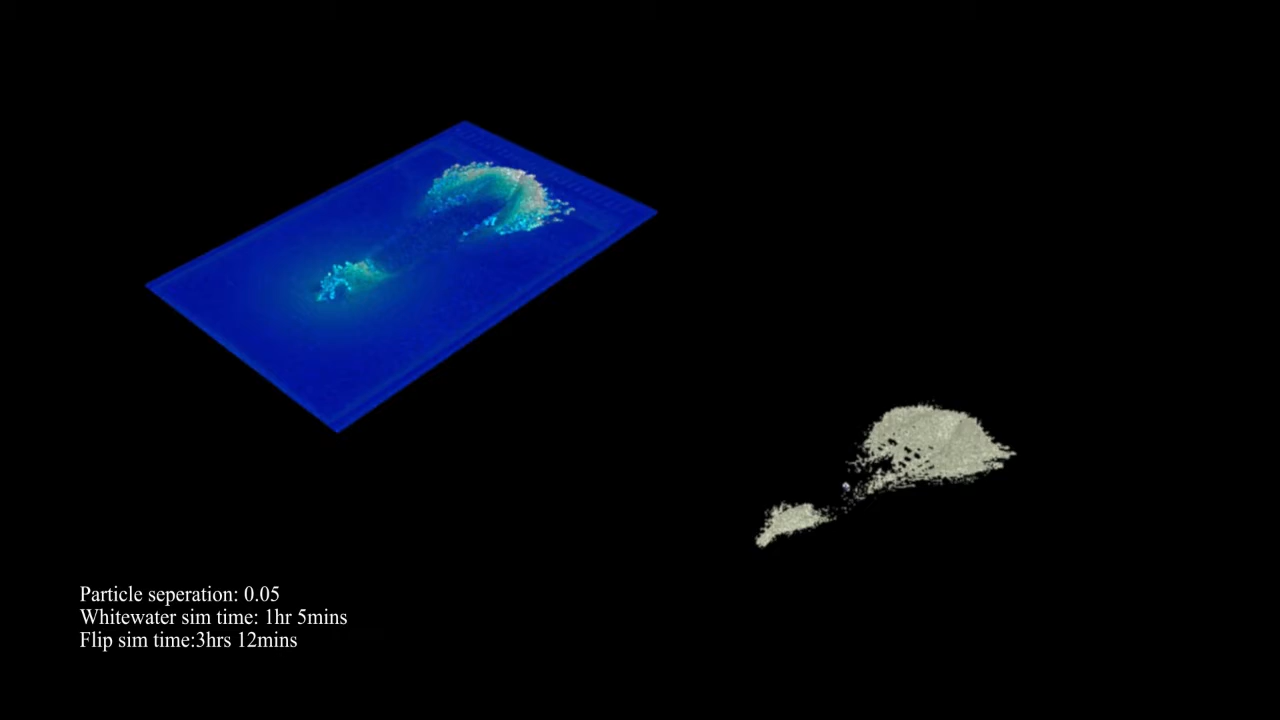 Particle seperation: 0.05
Whitewater sim time: 1hr 5mins
Flip sim time:3hrs 12mins